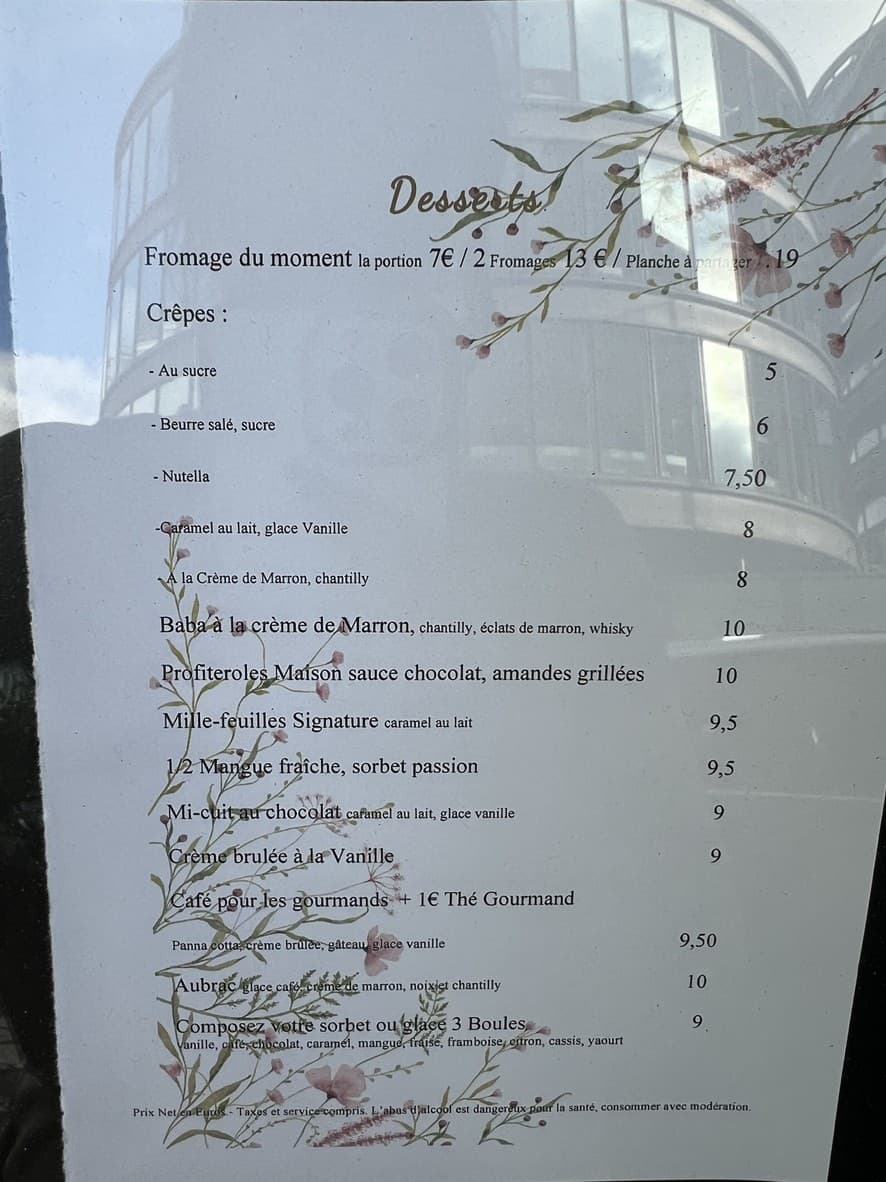 Desserts
Fromage du moment la portion 7€ / 2 Fromages 13 € / Planche à partager . 19
Crêpes :
- Au sucre 5
- Beurre salé, sucre 6
- Nutella 7,50
-Caramel au lait, glace Vanille 8
- A la Crème de Marron, chantilly 8
Baba à la crème de Marron, chantilly, éclats de marron, whisky 10
Profiteroles Maison sauce chocolat, amandes grillées 10
Mille-feuilles Signature caramel au lait 9,5
1/2 Mangue fraîche, sorbet passion 9,5
Mi-cuit au chocolat caramel au lait, glace vanille 9
Crème brulée à la Vanille 9
Café pour les gourmands + 1€ Thé Gourmand
Panna cotta, crème brûlée, gâteau, glace vanille 9,50
Aubrac glace café, crème de marron, noix et chantilly 10
Composez votre sorbet ou glace 3 Boules 9
Vanille, café, chocolat, caramel, mangue, fraise, framboise, citron, cassis, yaourt
Prix Net en Euros - Taxes et service compris. L'abus d'alcool est dangereux pour la santé, consommer avec modération.